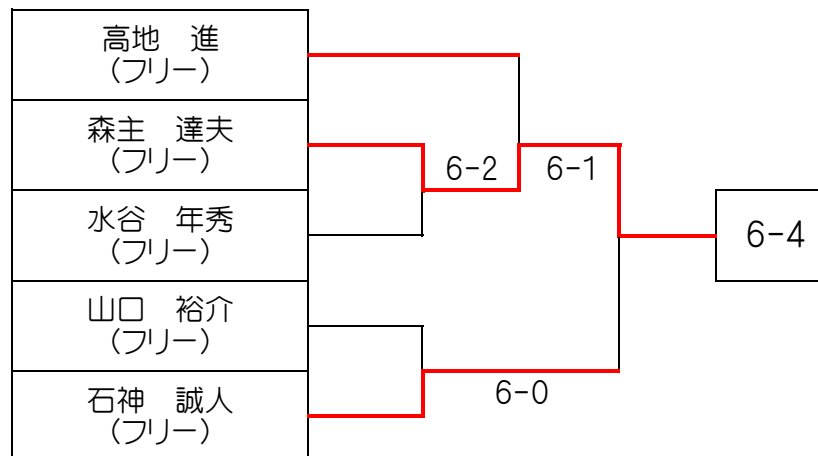 高地　進
(フリー)
森主　達夫
(フリー)
水谷　年秀
(フリー)
山口　裕介
(フリー)
石神　誠人
(フリー)
6-2
6-1
6-4
6-0